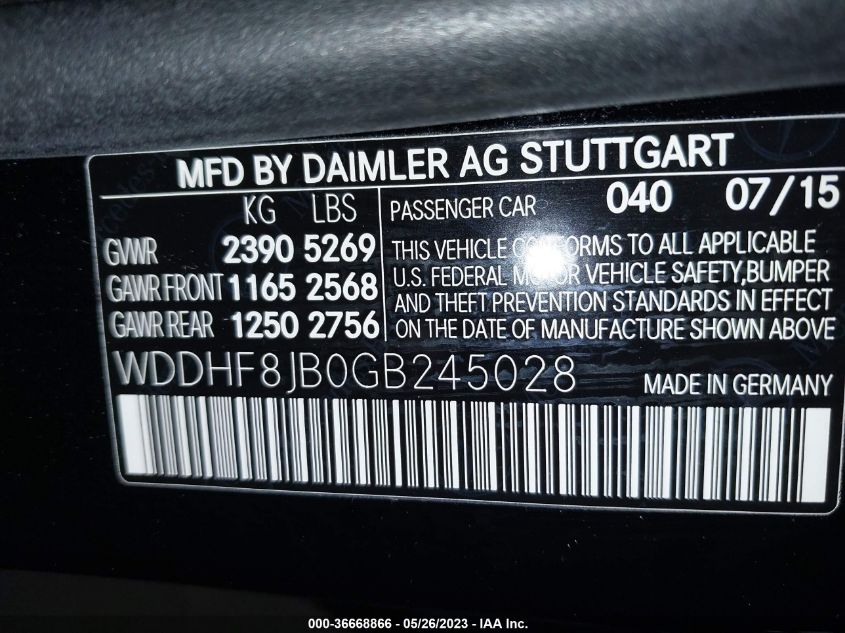 MFD BY DAIMLER AG STUTTGART
KG LBS
GVWR 2390 5269
GAWR FRONT 1165 2568
GAWR REAR 1250 2756
PASSENGER CAR 040 07/15
THIS VEHICLE CONFORMS TO ALL APPLICABLE
U.S. FEDERAL MOTOR VEHICLE SAFETY,BUMPER
AND THEFT PREVENTION STANDARDS IN EFFECT
ON THE DATE OF MANUFACTURE SHOWN ABOVE
WDDHF8JB0GB245028 MADE IN GERMANY
000-36668866 - 05/26/2023 - IAA Inc.